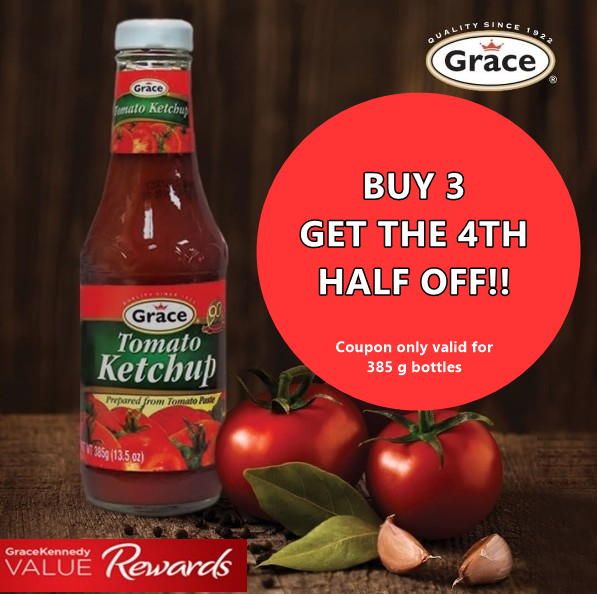 QUALITY SINCE 1922
Grace
®
Grace
Tomato Ketchup
BUY 3
GET THE 4TH
HALF OFF!!
Coupon only valid for
385 g bottles
Grace
Tomato
Ketchup
Prepared from Tomato Paste
WT 385g (13.5 oz)
GraceKennedy
VALUE Rewards